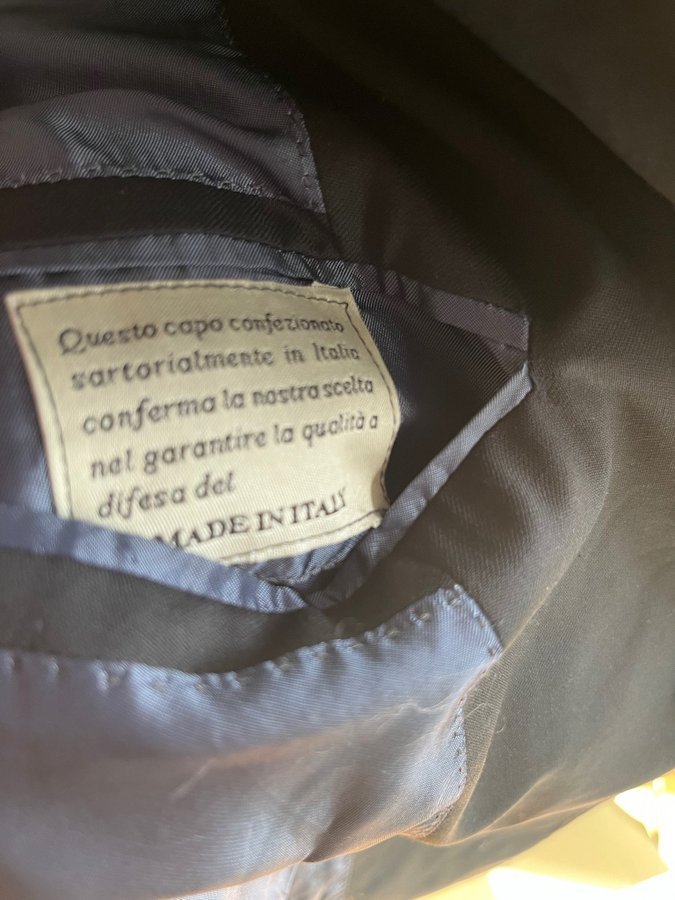 Questo capo confezionato
sartorialmente in Italia
conferma la nostra scelta
nel garantire la qualità a
difesa del
MADE IN ITALY